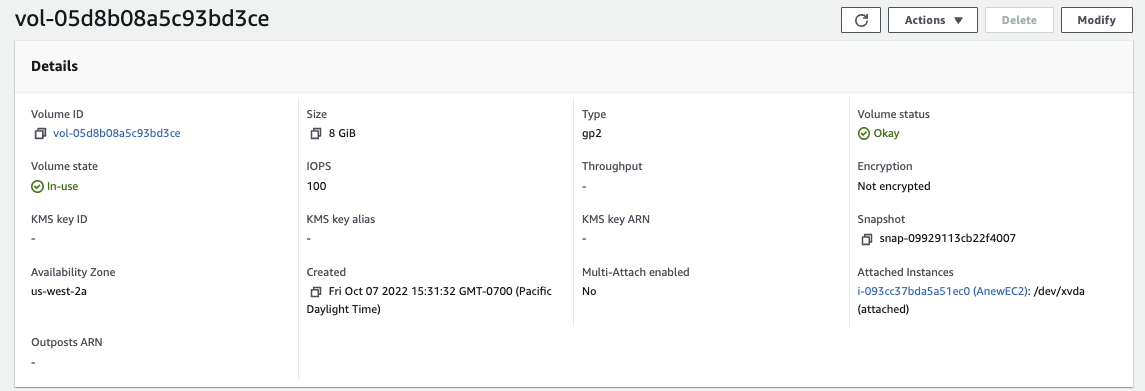 vol-05d8b08a5c93bd3ce
Actions
Delete
Modify
Details
Volume ID
vol-05d8b08a5c93bd3ce
Size
8 GiB
Type
gp2
Volume status
Okay
Volume state
In-use
IOPS
100
Throughput
-
Encryption
Not encrypted
KMS key ID
-
KMS key alias
-
KMS key ARN
-
Snapshot
snap-09929113cb22f4007
Availability Zone
us-west-2a
Created
Fri Oct 07 2022 15:31:32 GMT-0700 (Pacific
Daylight Time)
Multi-Attach enabled
No
Attached Instances
i-093cc37bda5a51ec0 (AnewEC2): /dev/xvda
(attached)
Outposts ARN
-